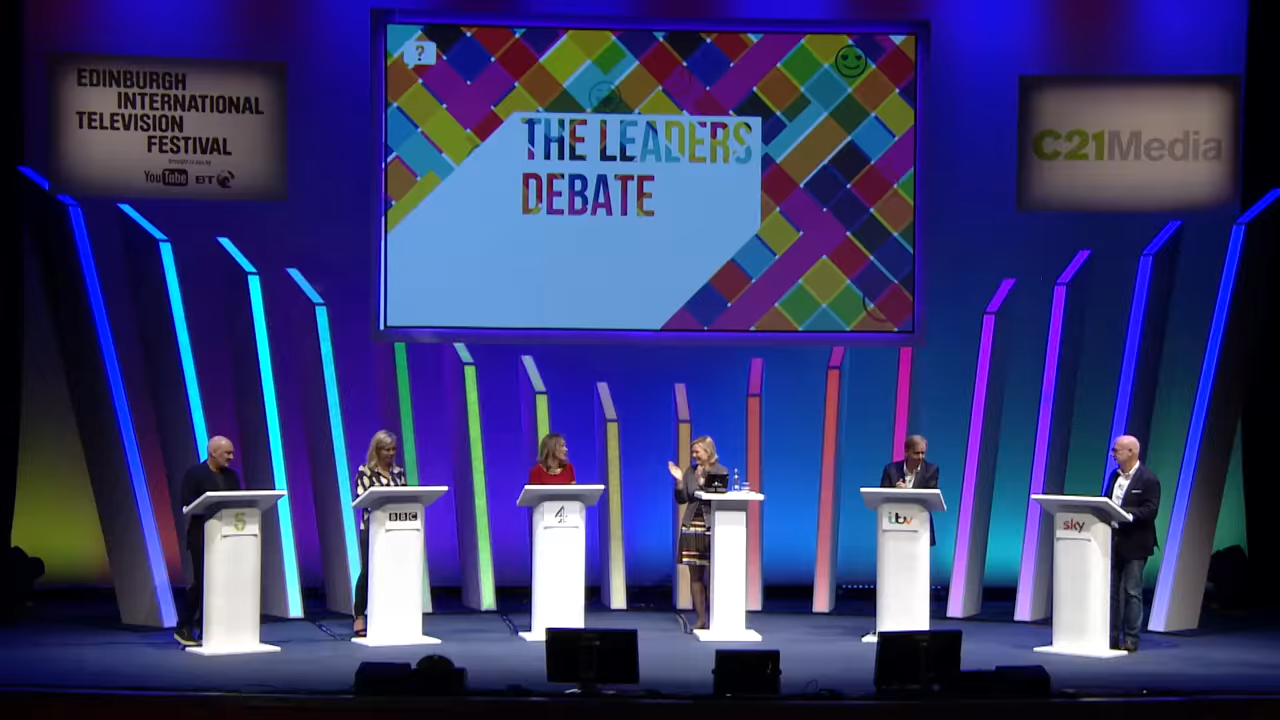 EDINBURGH
INTERNATIONAL
TELEVISION
FESTIVAL
YouTube BT
?
THE LEADERS
DEBATE
C21Media
5
BBC
4
itv
sky